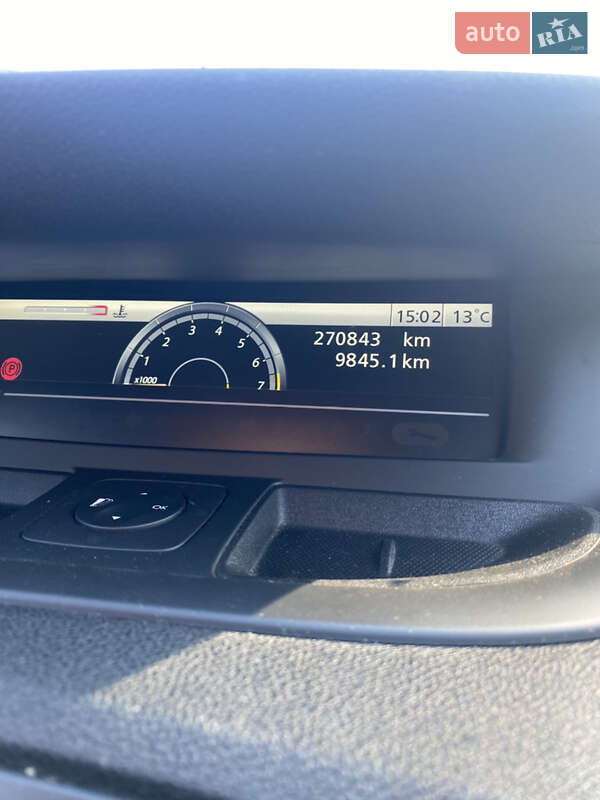 auto RIA .com
15:02 13°C
270843 km
9845.1 km
1 2 3 4 5 6 7
x1000
P
OK